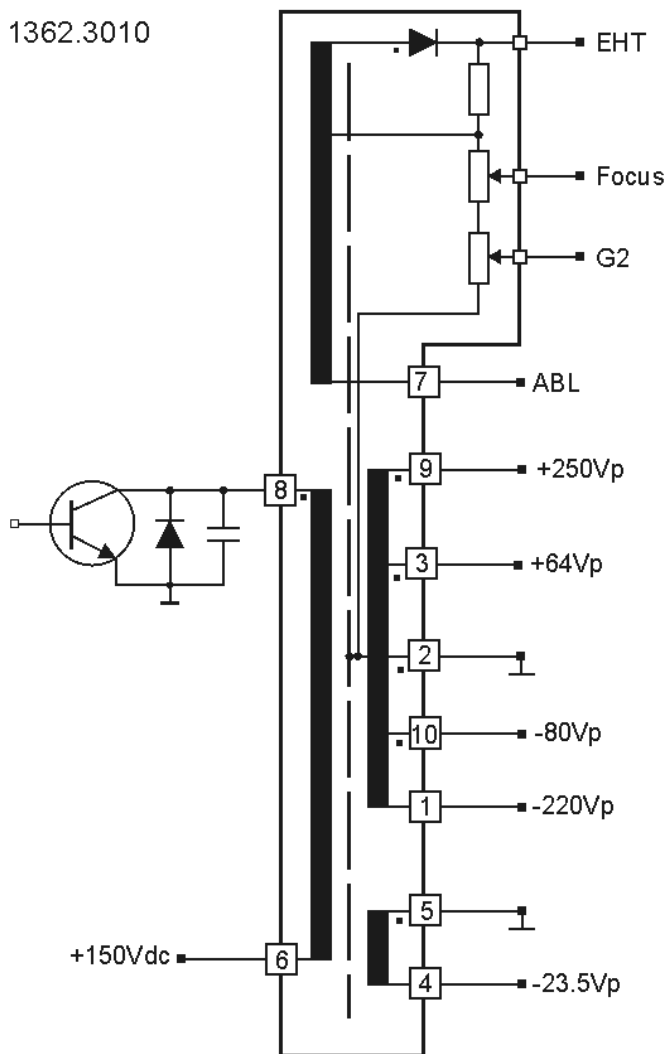 1362.3010
EHT
Focus
G2
7 ABL
9 +250Vp
8
3 +64Vp
2
10 -80Vp
1 -220Vp
5
+150Vdc 6
4 -23.5Vp